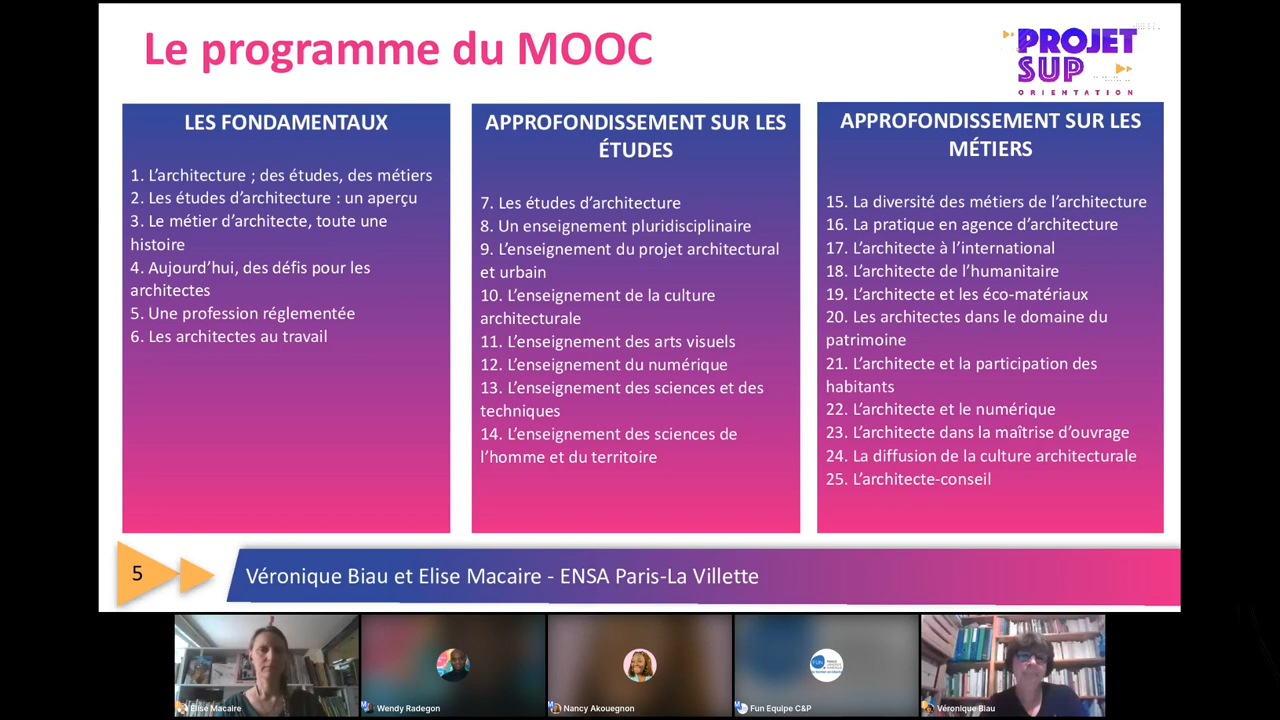 Le programme du MOOC
PROJET
SUP
ORIENTATION
LES FONDAMENTAUX
1. L’architecture ; des études, des métiers
2. Les études d’architecture : un aperçu
3. Le métier d’architecte, toute une
histoire
4. Aujourd’hui, des défis pour les
architectes
5. Une profession réglementée
6. Les architectes au travail
APPROFONDISSEMENT SUR LES
ÉTUDES
7. Les études d’architecture
8. Un enseignement pluridisciplinaire
9. L’enseignement du projet architectural
et urbain
10. L’enseignement de la culture
architecturale
11. L’enseignement des arts visuels
12. L’enseignement du numérique
13. L’enseignement des sciences et des
techniques
14. L’enseignement des sciences de
l’homme et du territoire
APPROFONDISSEMENT SUR LES
MÉTIERS
15. La diversité des métiers de l’architecture
16. La pratique en agence d’architecture
17. L’architecte à l’international
18. L’architecte de l’humanitaire
19. L’architecte et les éco-matériaux
20. Les architectes dans le domaine du
patrimoine
21. L’architecte et la participation des
habitants
22. L’architecte et le numérique
23. L’architecte dans la maîtrise d’ouvrage
24. La diffusion de la culture architecturale
25. L’architecte-conseil
5
Véronique Biau et Elise Macaire - ENSA Paris-La Villette
Elise Macaire
Wendy Radegon
Nancy Akouegnon
FUN
Fun Equipe C&P
Véronique Biau